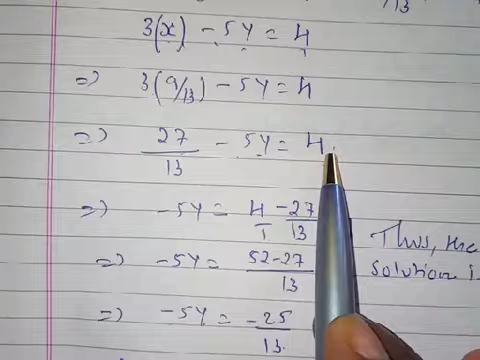 13
3(x) - 5y = 4
=> 3(9/13) - 5y = 4
=> 27/13 - 5y = 4
=> -5y = 4/1 - 27/13
=> -5y = 52-27/13
=> -5y = -25/13
Thus, the
solution